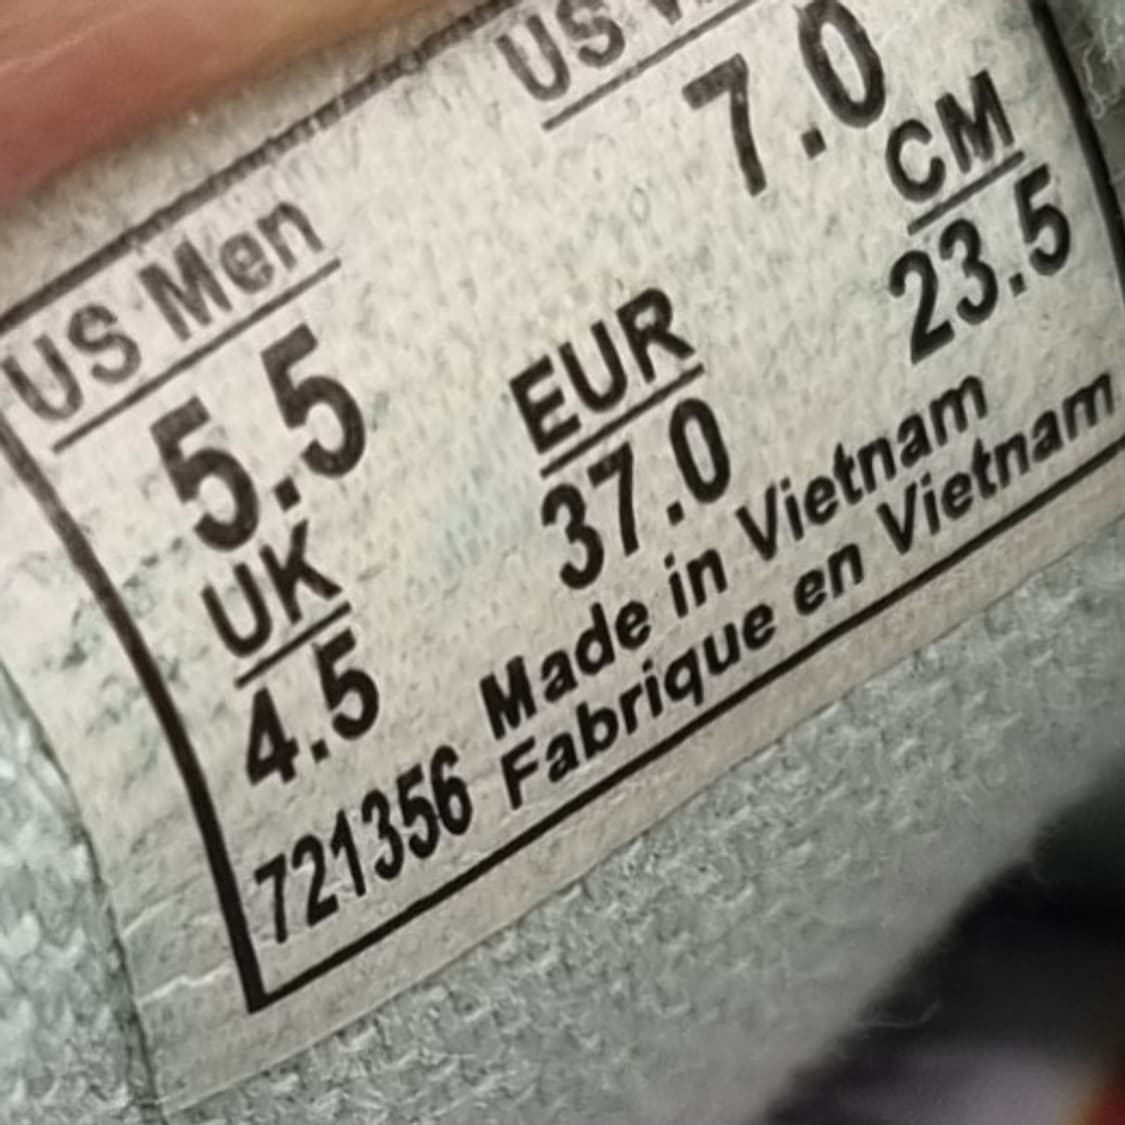 US Men
5.5
US
7.0
UK
4.5
EUR
37.0
CM
23.5
721356
Made in Vietnam
Fabrique en Vietnam